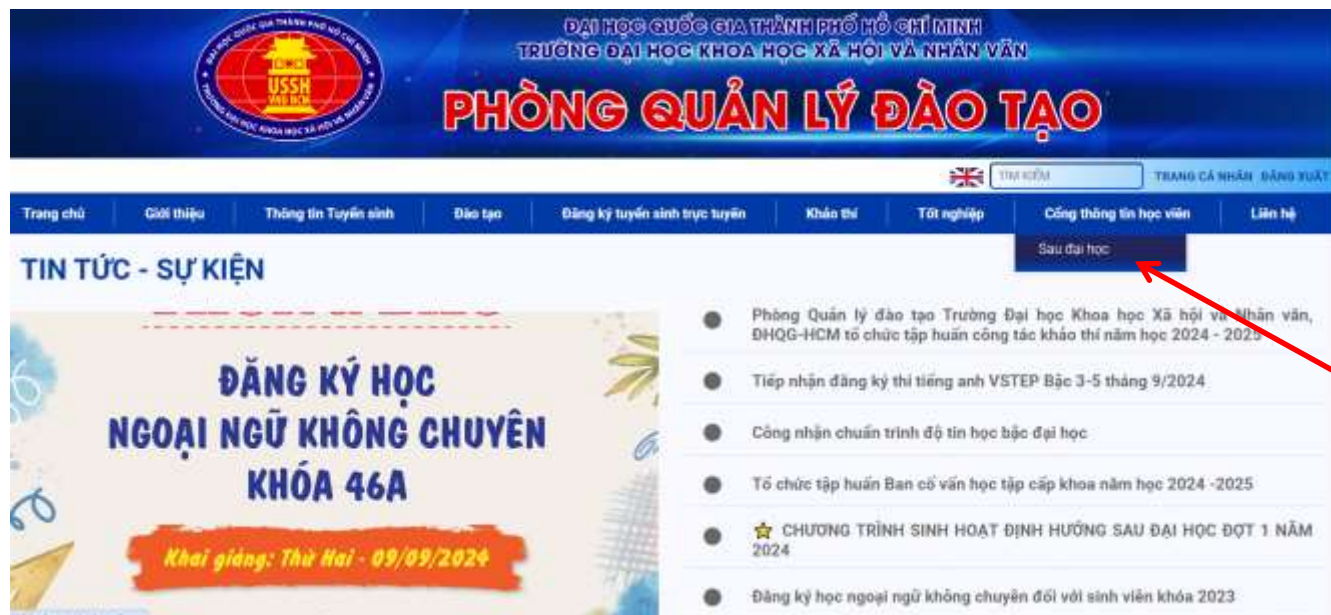 ĐẠI HỌC QUỐC GIA THÀNH PHỐ HỒ CHÍ MINH
TRƯỜNG ĐẠI HỌC KHOA HỌC XÃ HỘI VÀ NHÂN VĂN
USSH
VNU HCM
PHÒNG QUẢN LÝ ĐÀO TẠO
TÌM KIẾM
TRANG CÁ NHÂN ĐĂNG XUẤT
Trang chủ Giới thiệu Thông tin Tuyển sinh Đào tạo Đăng ký tuyển sinh trực tuyến Khảo thí Tốt nghiệp Cổng thông tin học viên Liên hệ
Sau đại học
TIN TỨC - SỰ KIỆN
ĐĂNG KÝ HỌC
NGOẠI NGỮ KHÔNG CHUYÊN
KHÓA 46A
Khai giảng: Thứ Hai - 09/09/2024
Phòng Quản lý đào tạo Trường Đại học Khoa học Xã hội và Nhân văn,
ĐHQG-HCM tổ chức tập huấn công tác khảo thí năm học 2024 - 2025
Tiếp nhận đăng ký thi tiếng anh VSTEP Bậc 3-5 tháng 9/2024
Công nhận chuẩn trình độ tin học bậc đại học
Tổ chức tập huấn Ban cố vấn học tập cấp khoa năm học 2024 -2025
CHƯƠNG TRÌNH SINH HOẠT ĐỊNH HƯỚNG SAU ĐẠI HỌC ĐỢT 1 NĂM
2024
Đăng ký học ngoại ngữ không chuyên đối với sinh viên khóa 2023